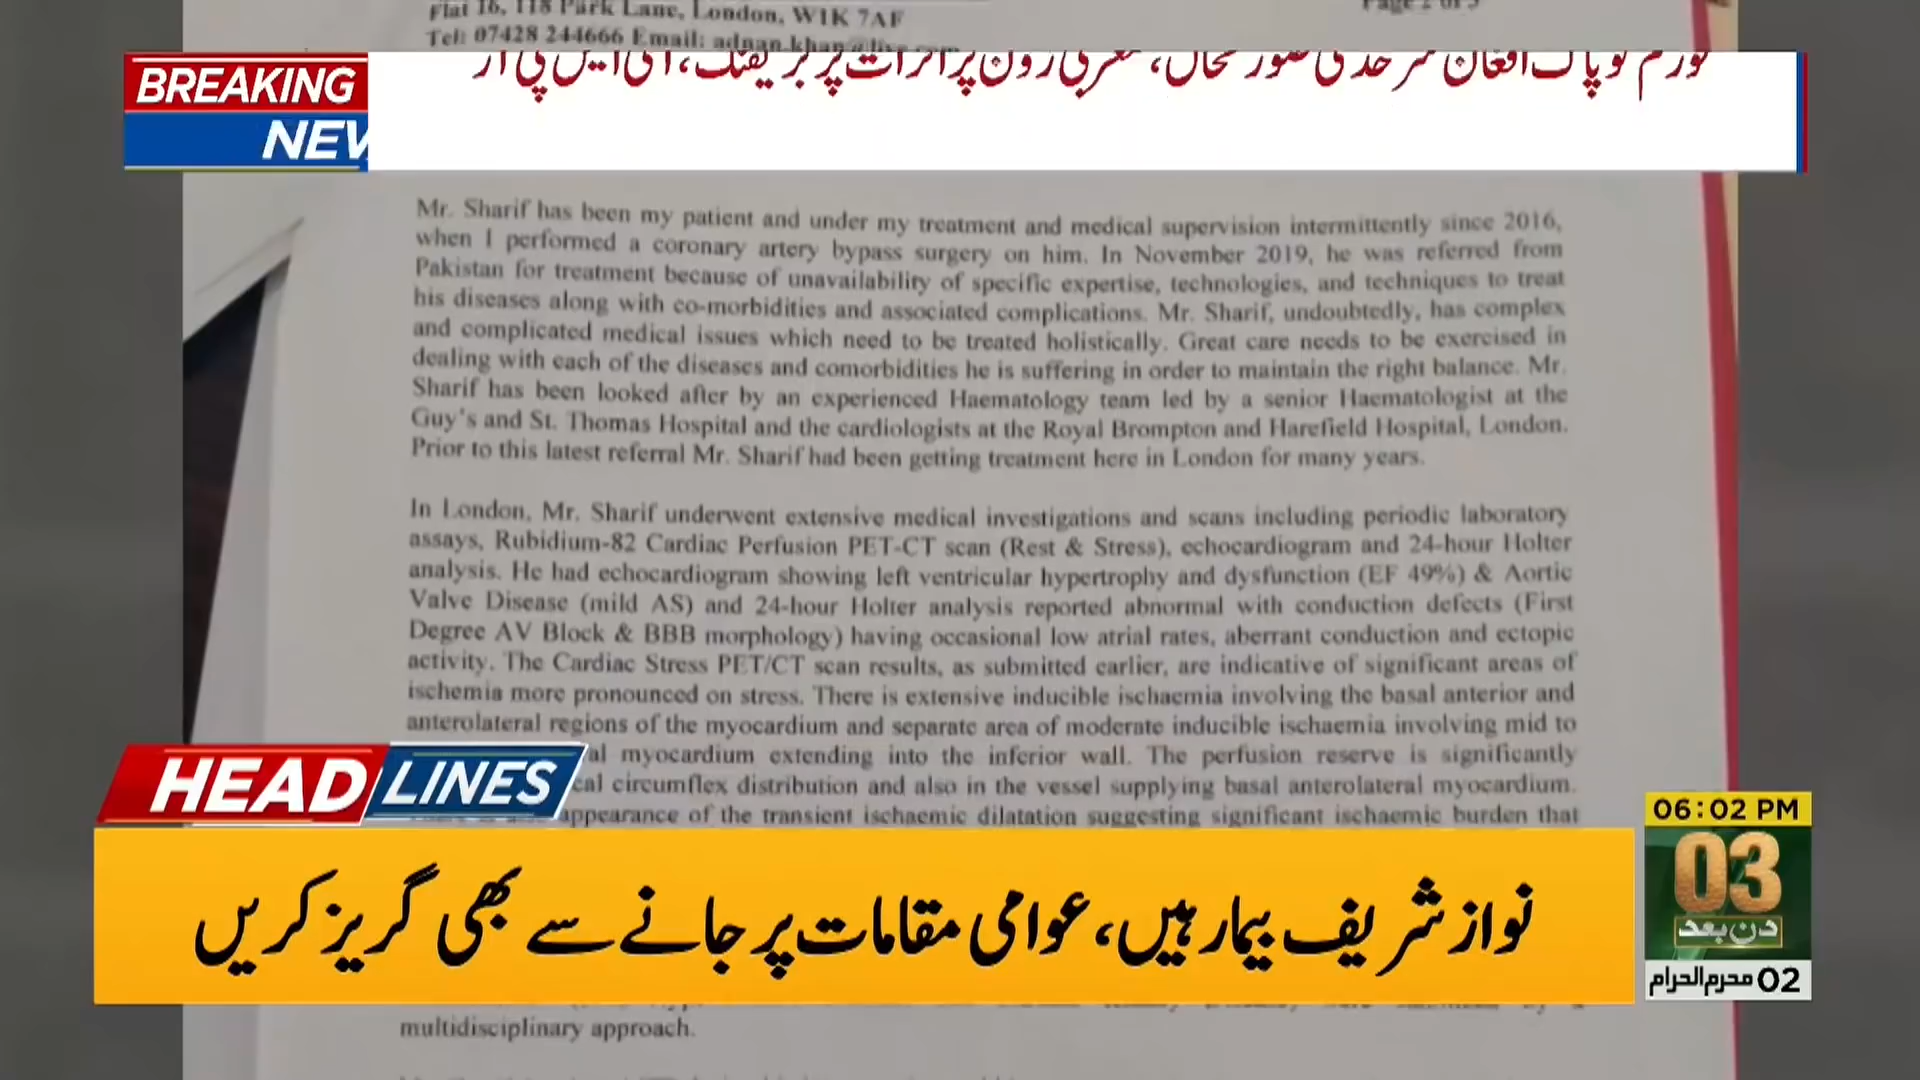 Flat 16, 118 Park Lane, London, W1K 7AF
Tel: 07428 244666 Email: adnan.khan@live.com
BREAKING
NEW
Mr. Sharif has been my patient and under my treatment and medical supervision intermittently since 2016,
when I performed a coronary artery bypass surgery on him. In November 2019, he was referred from
Pakistan for treatment because of unavailability of specific expertise, technologies, and techniques to treat
his diseases along with co-morbidities and associated complications. Mr. Sharif, undoubtedly, has complex
and complicated medical issues which need to be treated holistically. Great care needs to be exercised in
dealing with each of the diseases and comorbidities he is suffering in order to maintain the right balance. Mr.
Sharif has been looked after by an experienced Haematology team led by a senior Haematologist at the
Guy's and St. Thomas Hospital and the cardiologists at the Royal Brompton and Harefield Hospital, London.
Prior to this latest referral Mr. Sharif had been getting treatment here in London for many years.
In London, Mr. Sharif underwent extensive medical investigations and scans including periodic laboratory
assays, Rubidium-82 Cardiac Perfusion PET-CT scan (Rest & Stress), echocardiogram and 24-hour Holter
analysis. He had echocardiogram showing left ventricular hypertrophy and dysfunction (EF 49%) & Aortic
Valve Disease (mild AS) and 24-hour Holter analysis reported abnormal with conduction defects (First
Degree AV Block & BBB morphology) having occasional low atrial rates, aberrant conduction and ectopic
activity. The Cardiac Stress PET/CT scan results, as submitted earlier, are indicative of significant areas of
ischemia more pronounced on stress. There is extensive inducible ischaemia involving the basal anterior and
anterolateral regions of the myocardium and separate area of moderate inducible ischaemia involving mid to
al myocardium extending into the inferior wall. The perfusion reserve is significantly
cal circumflex distribution and also in the vessel supplying basal anterolateral myocardium.
appearance of the transient ischaemic dilatation suggesting significant ischaemic burden that
HEADLINES
نواز شریف بیمار ہیں، عوامی مقامات پر جانے سے بھی گریز کریں
06:02 PM
03
دن بعد
02 محرم الحرام
multidisciplinary approach.